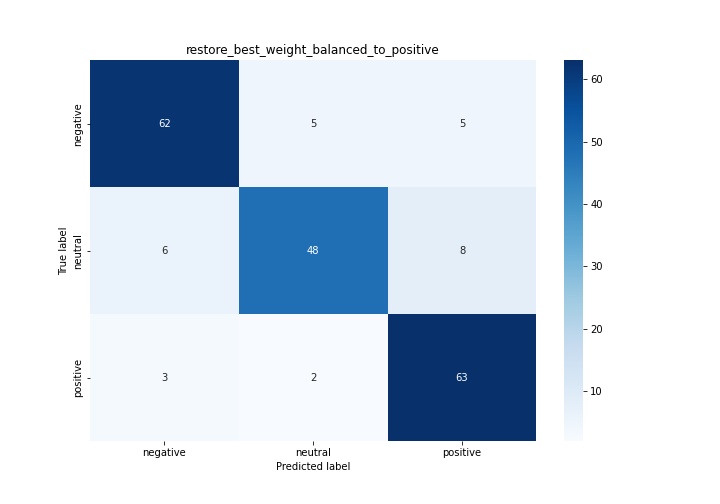 restore_best_weight_balanced_to_positive
True label
negative
62
5
5
neutral
6
48
8
positive
3
2
63
negative
neutral
positive
Predicted label
60
50
40
30
20
10